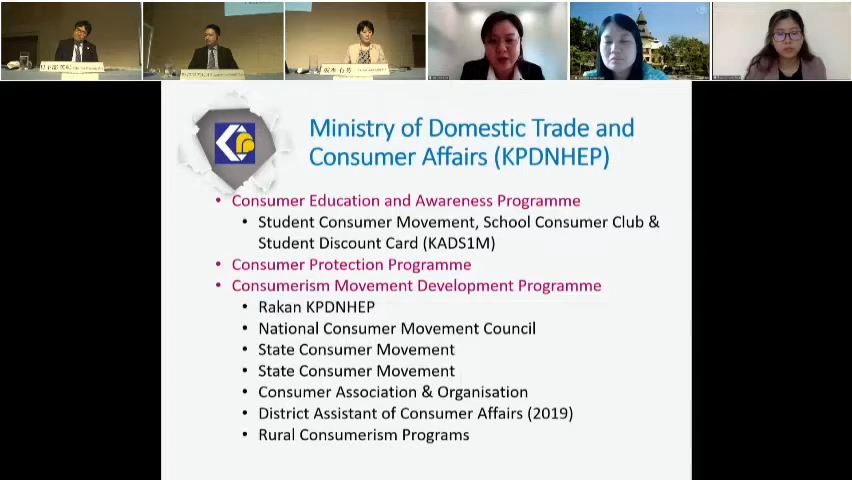 Ministry of Domestic Trade and
Consumer Affairs (KPDNHEP)
• Consumer Education and Awareness Programme
• Student Consumer Movement, School Consumer Club &
Student Discount Card (KADS1M)
• Consumer Protection Programme
• Consumerism Movement Development Programme
• Rakan KPDNHEP
• National Consumer Movement Council
• State Consumer Movement
• State Consumer Movement
• Consumer Association & Organisation
• District Assistant of Consumer Affairs (2019)
• Rural Consumerism Programs